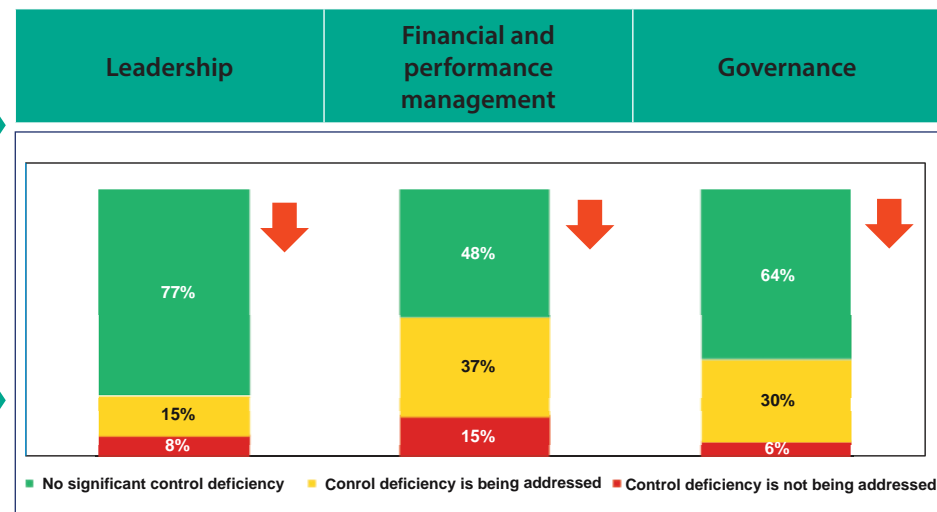 Leadership
Financial and
performance
management
Governance
77%
15%
8%
48%
37%
15%
64%
30%
6%
No significant control deficiency
Conrol deficiency is being addressed
Control deficiency is not being addressed